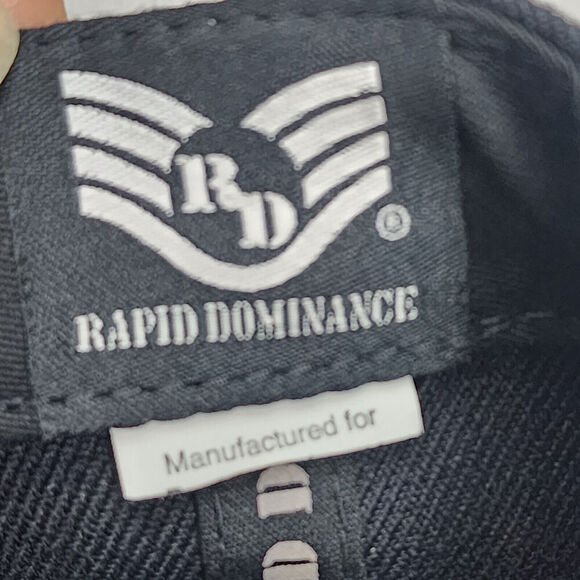 RD
®
RAPID DOMINANCE
Manufactured for